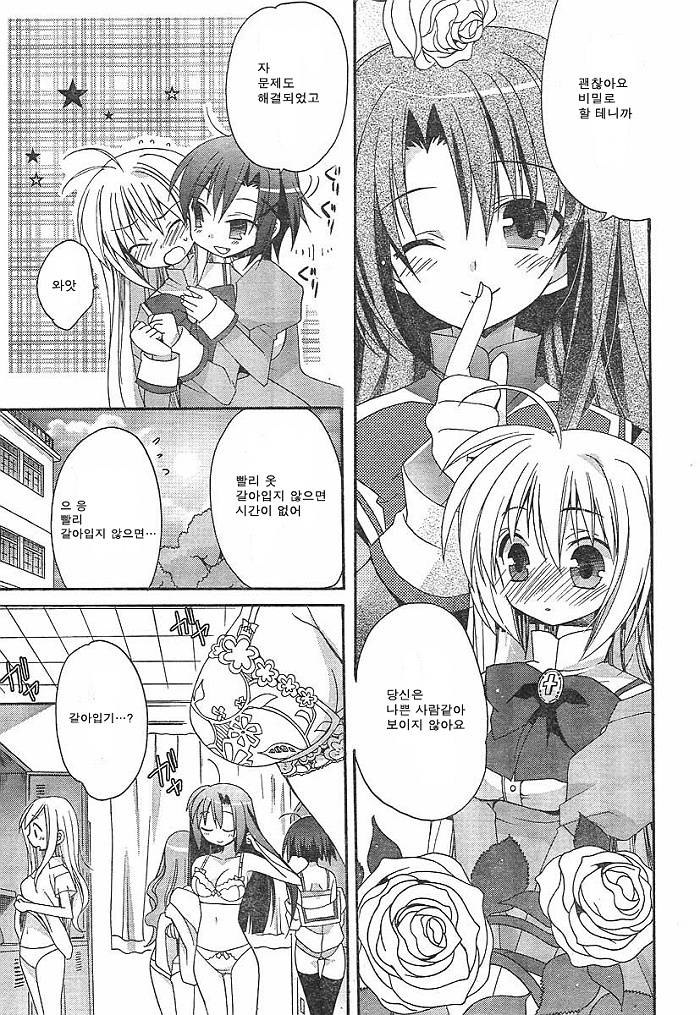 괜찮아요
비밀로
할 테니까
당신은
나쁜 사람같아
보이지 않아요
자
문제도
해결되었고
와앗
빨리 옷
갈아입지 않으면
시간이 없어
으 응
빨리
갈아입지 않으면…
갈아입기…?